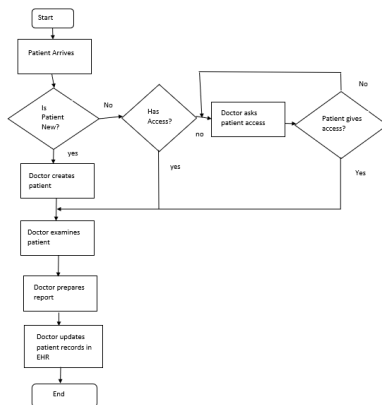 Start
Patient Arrives
Is
Patient
New?
No
Has
Access?
no
Doctor asks
patient access
No
Patient gives
access?
yes
yes
Yes
Doctor creates
patient
Doctor examines
patient
Doctor prepares
report
Doctor updates
patient records in
EHR
End